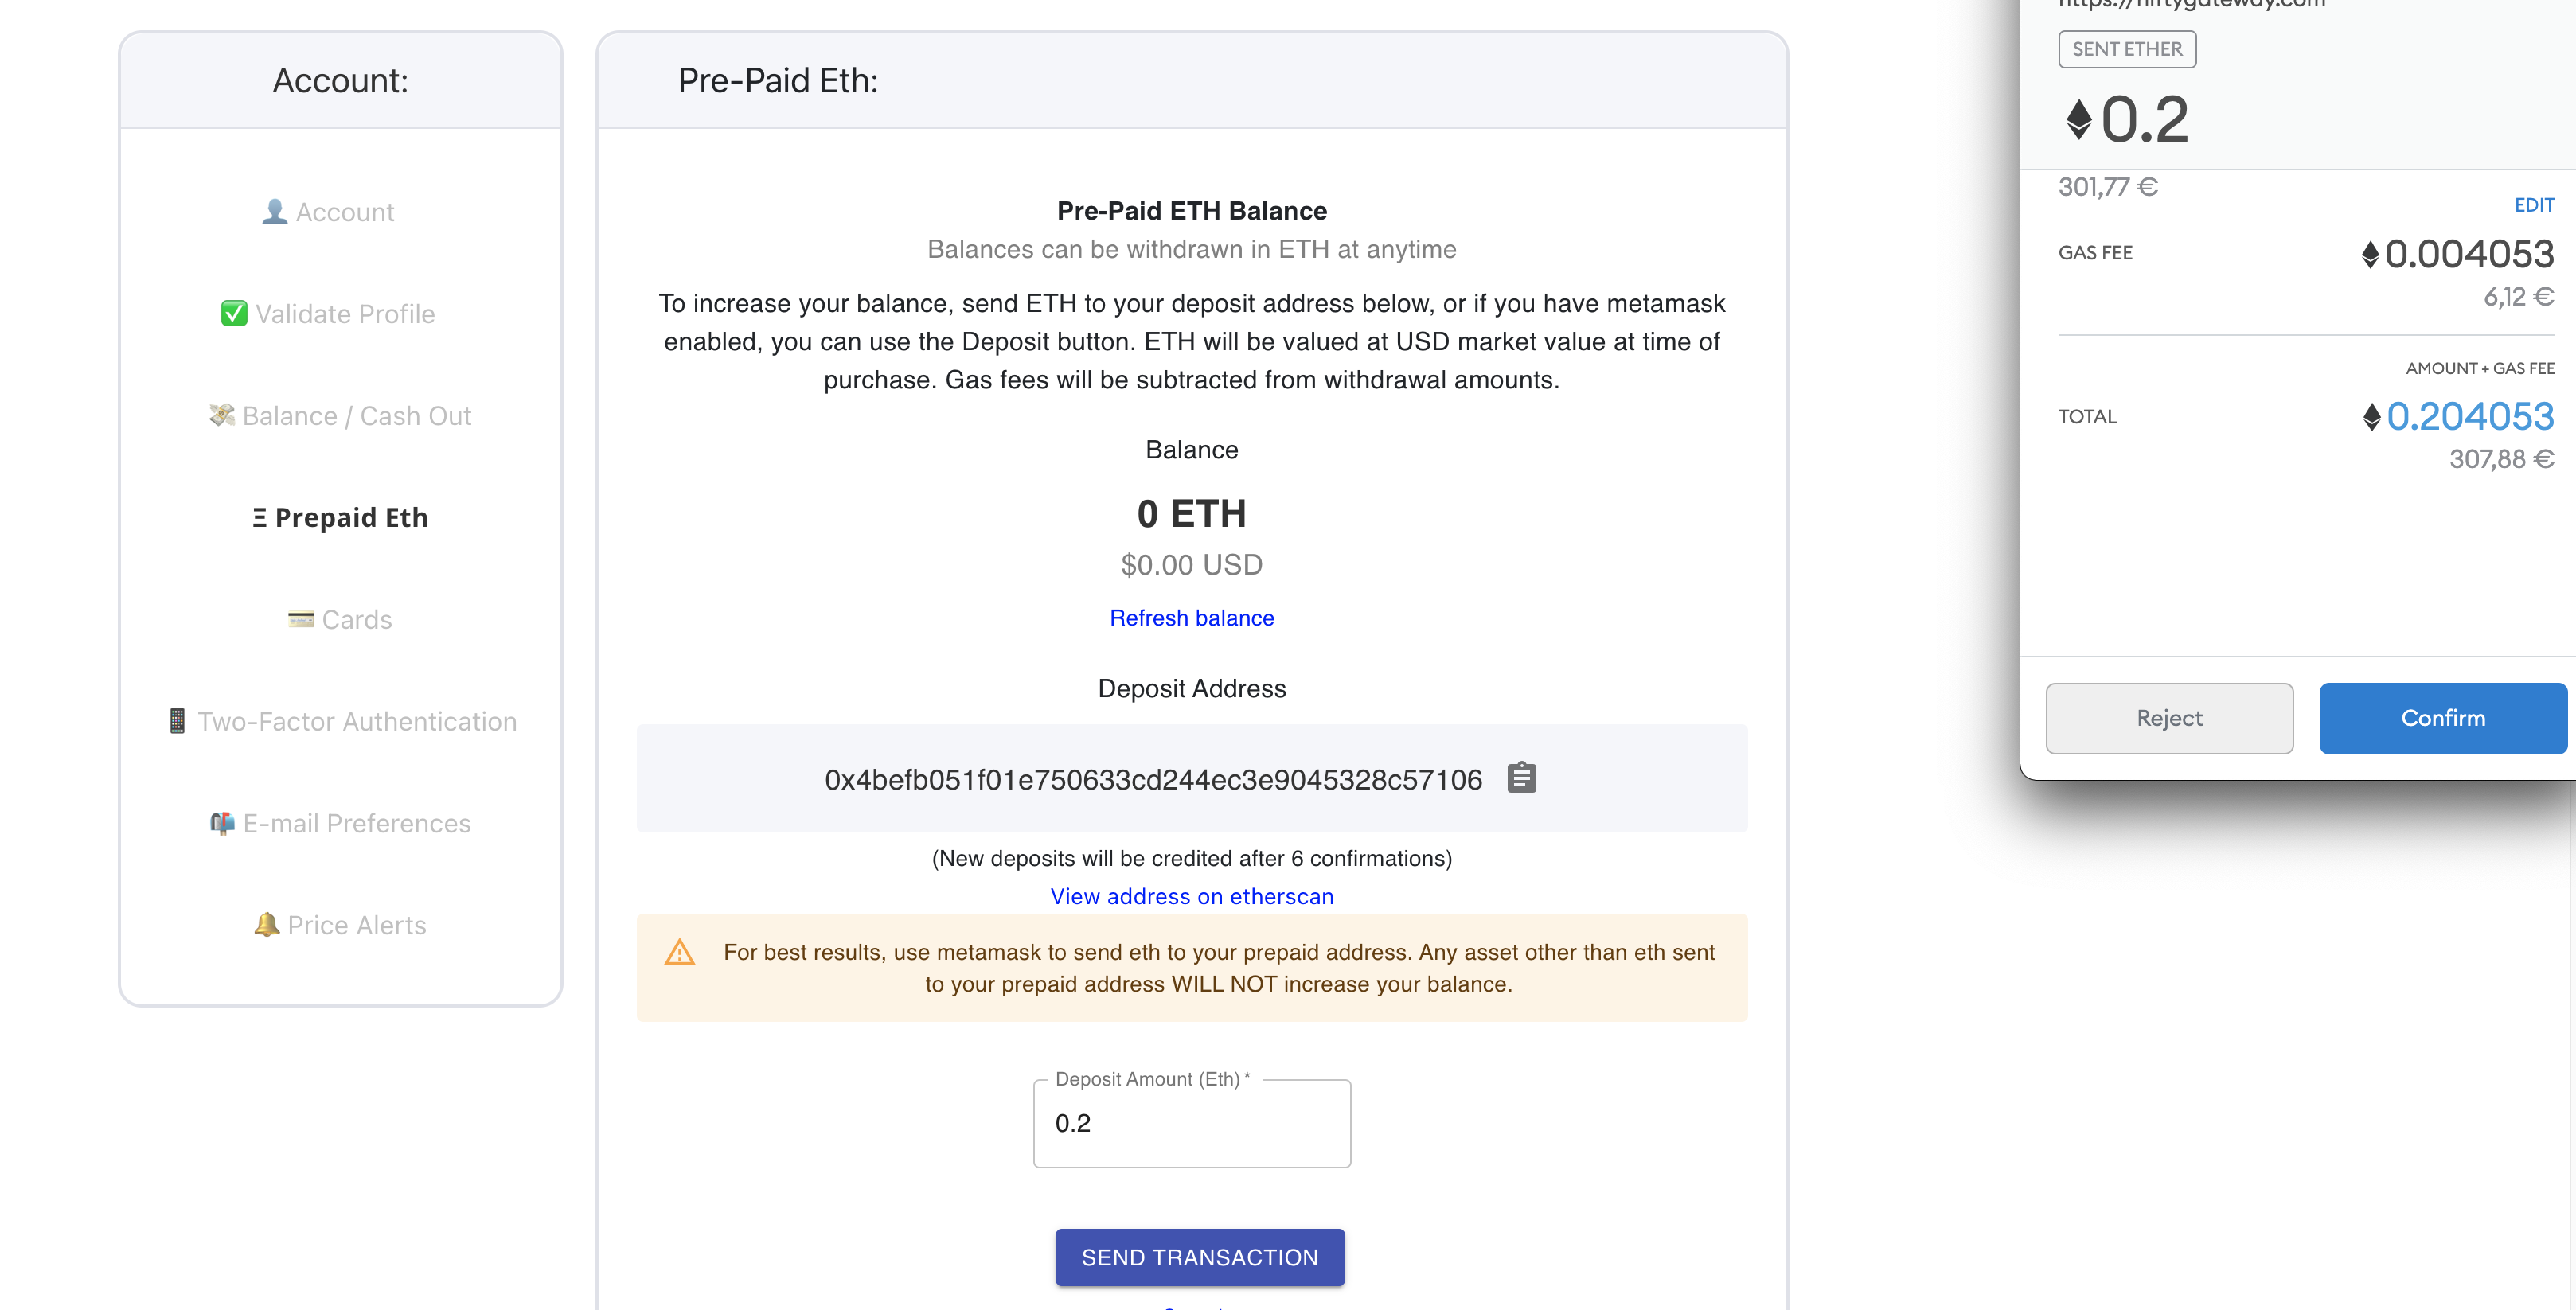 Account:
👤 Account
✅ Validate Profile
💸 Balance / Cash Out
Ξ Prepaid Eth
💳 Cards
📱 Two-Factor Authentication
📬 E-mail Preferences
🔔 Price Alerts
Pre-Paid Eth:
Pre-Paid ETH Balance
Balances can be withdrawn in ETH at anytime
To increase your balance, send ETH to your deposit address below, or if you have metamask
enabled, you can use the Deposit button. ETH will be valued at USD market value at time of
purchase. Gas fees will be subtracted from withdrawal amounts.
Balance
0 ETH
$0.00 USD
Refresh balance
Deposit Address
0x4befb051f01e750633cd244ec3e9045328c57106
(New deposits will be credited after 6 confirmations)
View address on etherscan
For best results, use metamask to send eth to your prepaid address. Any asset other than eth sent
to your prepaid address WILL NOT increase your balance.
Deposit Amount (Eth) *
0.2
SEND TRANSACTION
https://niftygateway.com
SENT ETHER
0.2
301,77 €
EDIT
GAS FEE
0.004053
6,12 €
AMOUNT + GAS FEE
TOTAL
0.204053
307,88 €
Reject
Confirm